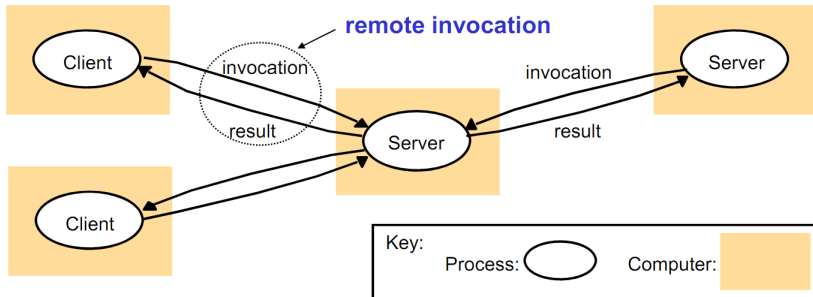 remote invocation
Client
invocation
result
Server
invocation
result
Server
Client
Key:
Process:
Computer: